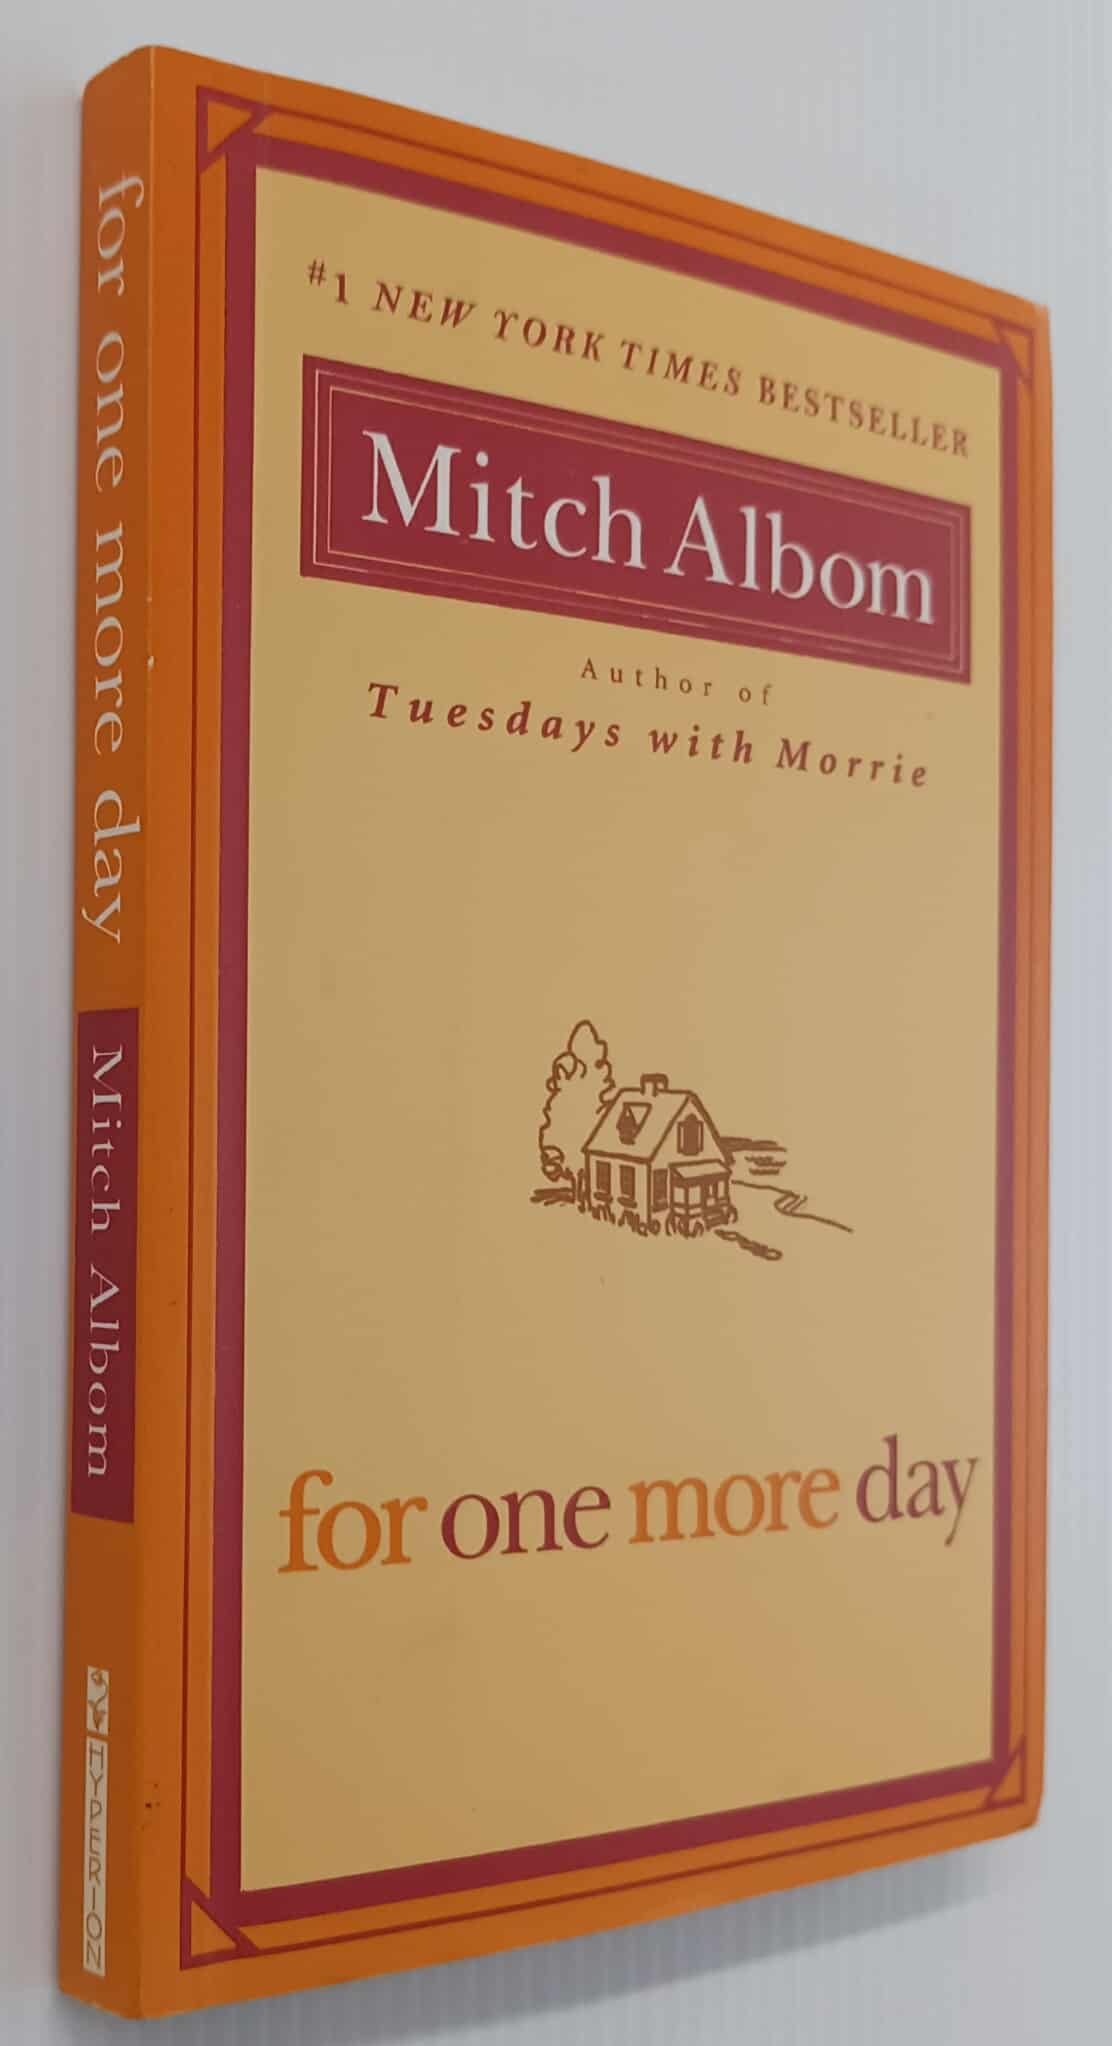 for one more day
Mitch Albom
HYPERION
#1 NEW YORK TIMES BESTSELLER
Mitch Albom
Author of
Tuesdays with Morrie
for one more day